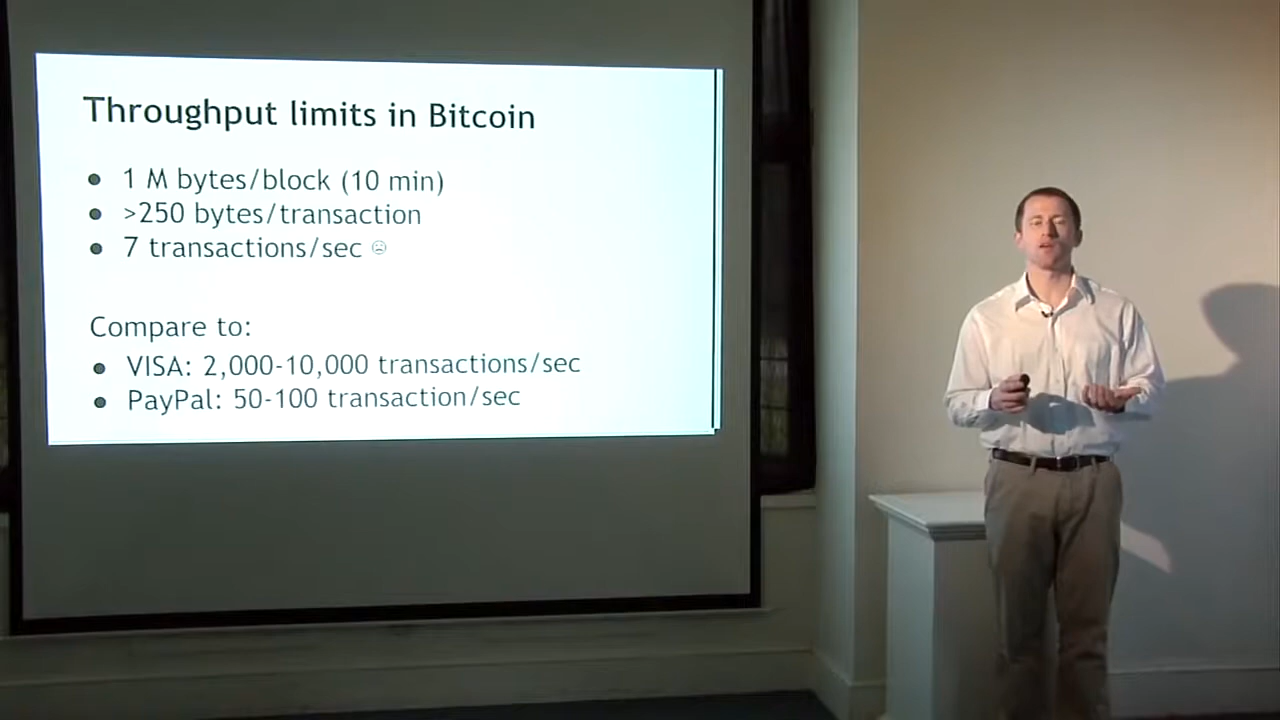 Throughput limits in Bitcoin
● 1 M bytes/block (10 min)
● >250 bytes/transaction
● 7 transactions/sec ☹
Compare to:
● VISA: 2,000-10,000 transactions/sec
● PayPal: 50-100 transaction/sec